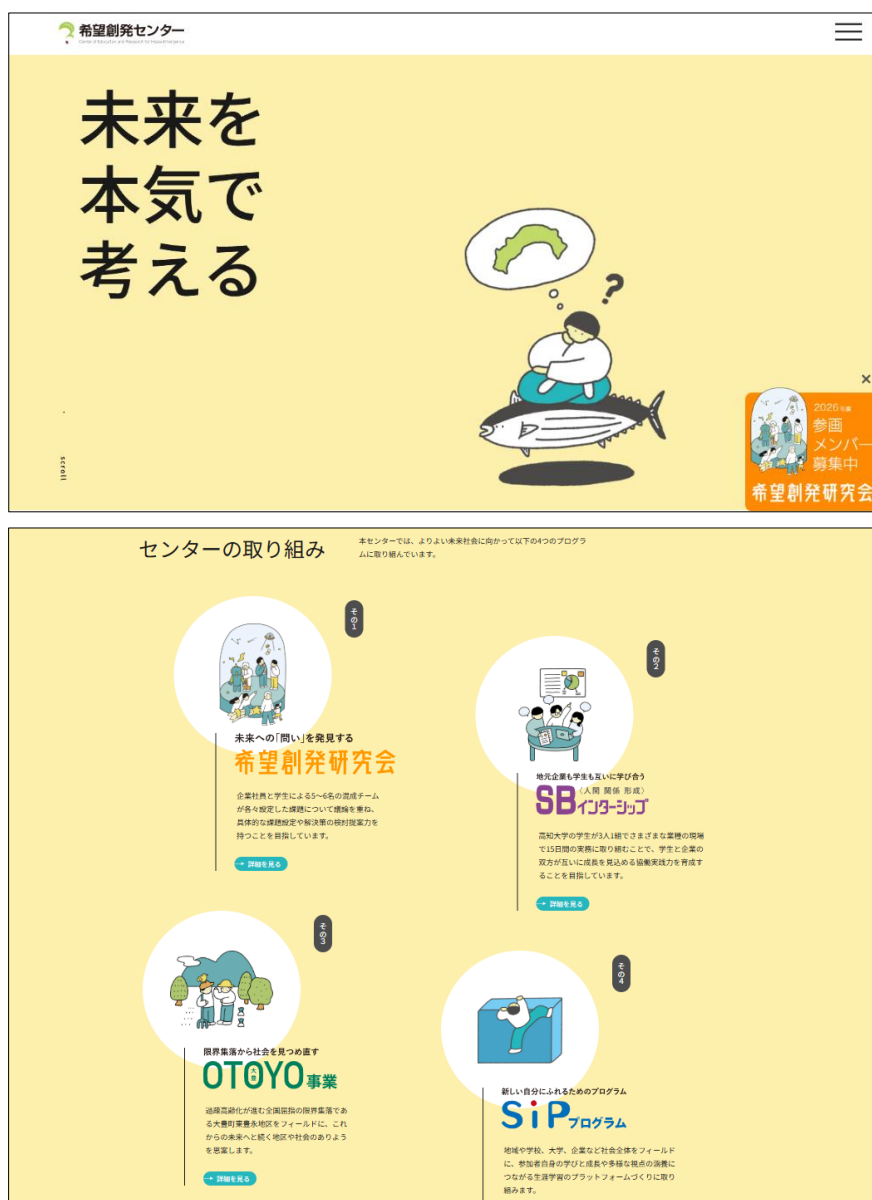 希望創発センター
未来を
本気で
考える
?
scroll
×
2026年度
参画
メンバー
募集中
希望創発研究会
センターの取り組み
本センターでは、よりよい未来社会に向かって以下の4つのプログラ
ムに取り組んでいます。
その1
未来への「問い」を発見する
希望創発研究会
企業社員と学生による5~6名の混成チーム
が各々設定した課題について議論を重ね、
具体的な課題設定や解決策の検討提案力を
持つことを目指しています。
→ 詳細を見る
その2
地元企業も学生も互いに学び合う
SB〈人間 関係 形成〉
インターシップ
高知大学の学生が3人1組でさまざまな業種の現場
で15日間の実務に取り組むことで、学生と企業の
双方が互いに成長を見込める協働実践力を育成す
ることを目指しています。
→ 詳細を見る
その3
限界集落から社会を見つめ直す
OTOYO事業
大豊
過疎高齢化が進む全国屈指の限界集落であ
る大豊町東豊永地区をフィールドに、これ
からの未来へと続く地区や社会のありよう
を思案します。
→ 詳細を見る
その4
新しい自分にふれるためのプログラム
SiPプログラム
地域や学校、大学、企業など社会全体をフィールド
に、参加者自身の学びと成長や多様な視点の涵養に
つながる生涯学習のプラットフォームづくりに取り
組みます。